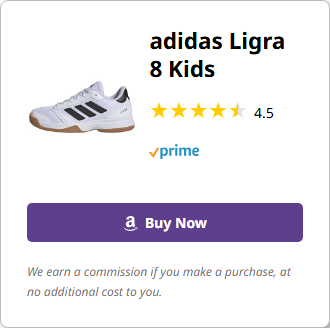 adidas Ligra
8 Kids
4.5
prime
Buy Now
We earn a commission if you make a purchase, at
no additional cost to you.